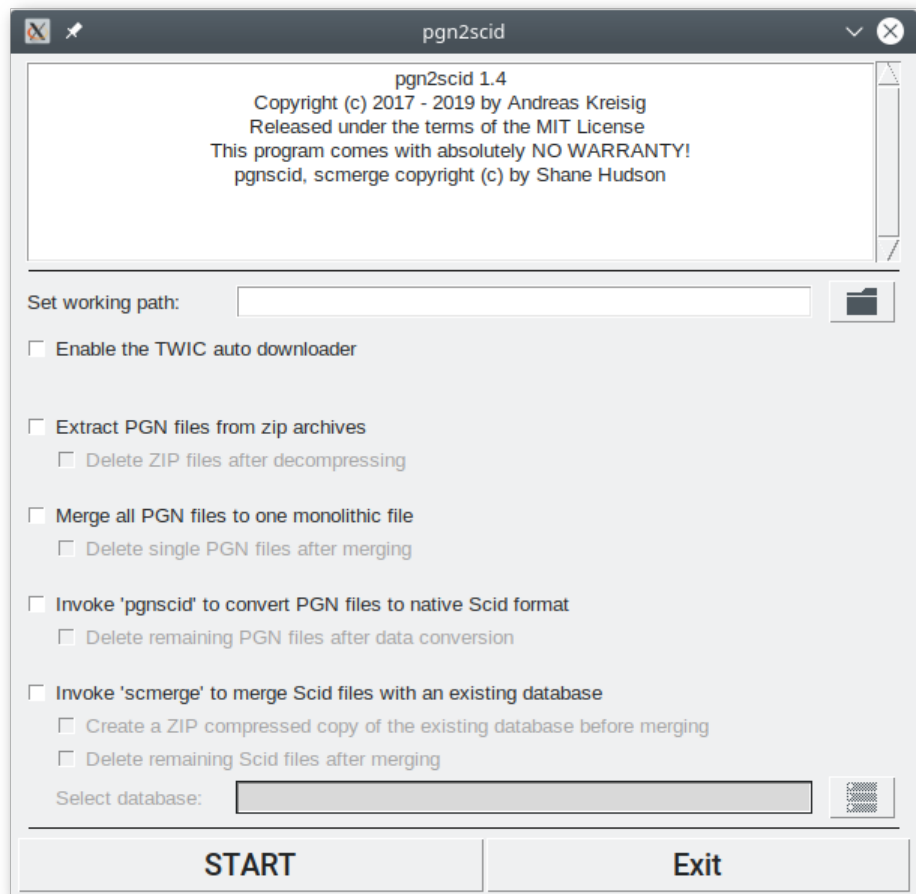 pgn2scid
pgn2scid 1.4
Copyright (c) 2017 - 2019 by Andreas Kreisig
Released under the terms of the MIT License
This program comes with absolutely NO WARRANTY!
pgnscid, scmerge copyright (c) by Shane Hudson
Set working path:
Enable the TWIC auto downloader
Extract PGN files from zip archives
Delete ZIP files after decompressing
Merge all PGN files to one monolithic file
Delete single PGN files after merging
Invoke 'pgnscid' to convert PGN files to native Scid format
Delete remaining PGN files after data conversion
Invoke 'scmerge' to merge Scid files with an existing database
Create a ZIP compressed copy of the existing database before merging
Delete remaining Scid files after merging
Select database:
START Exit